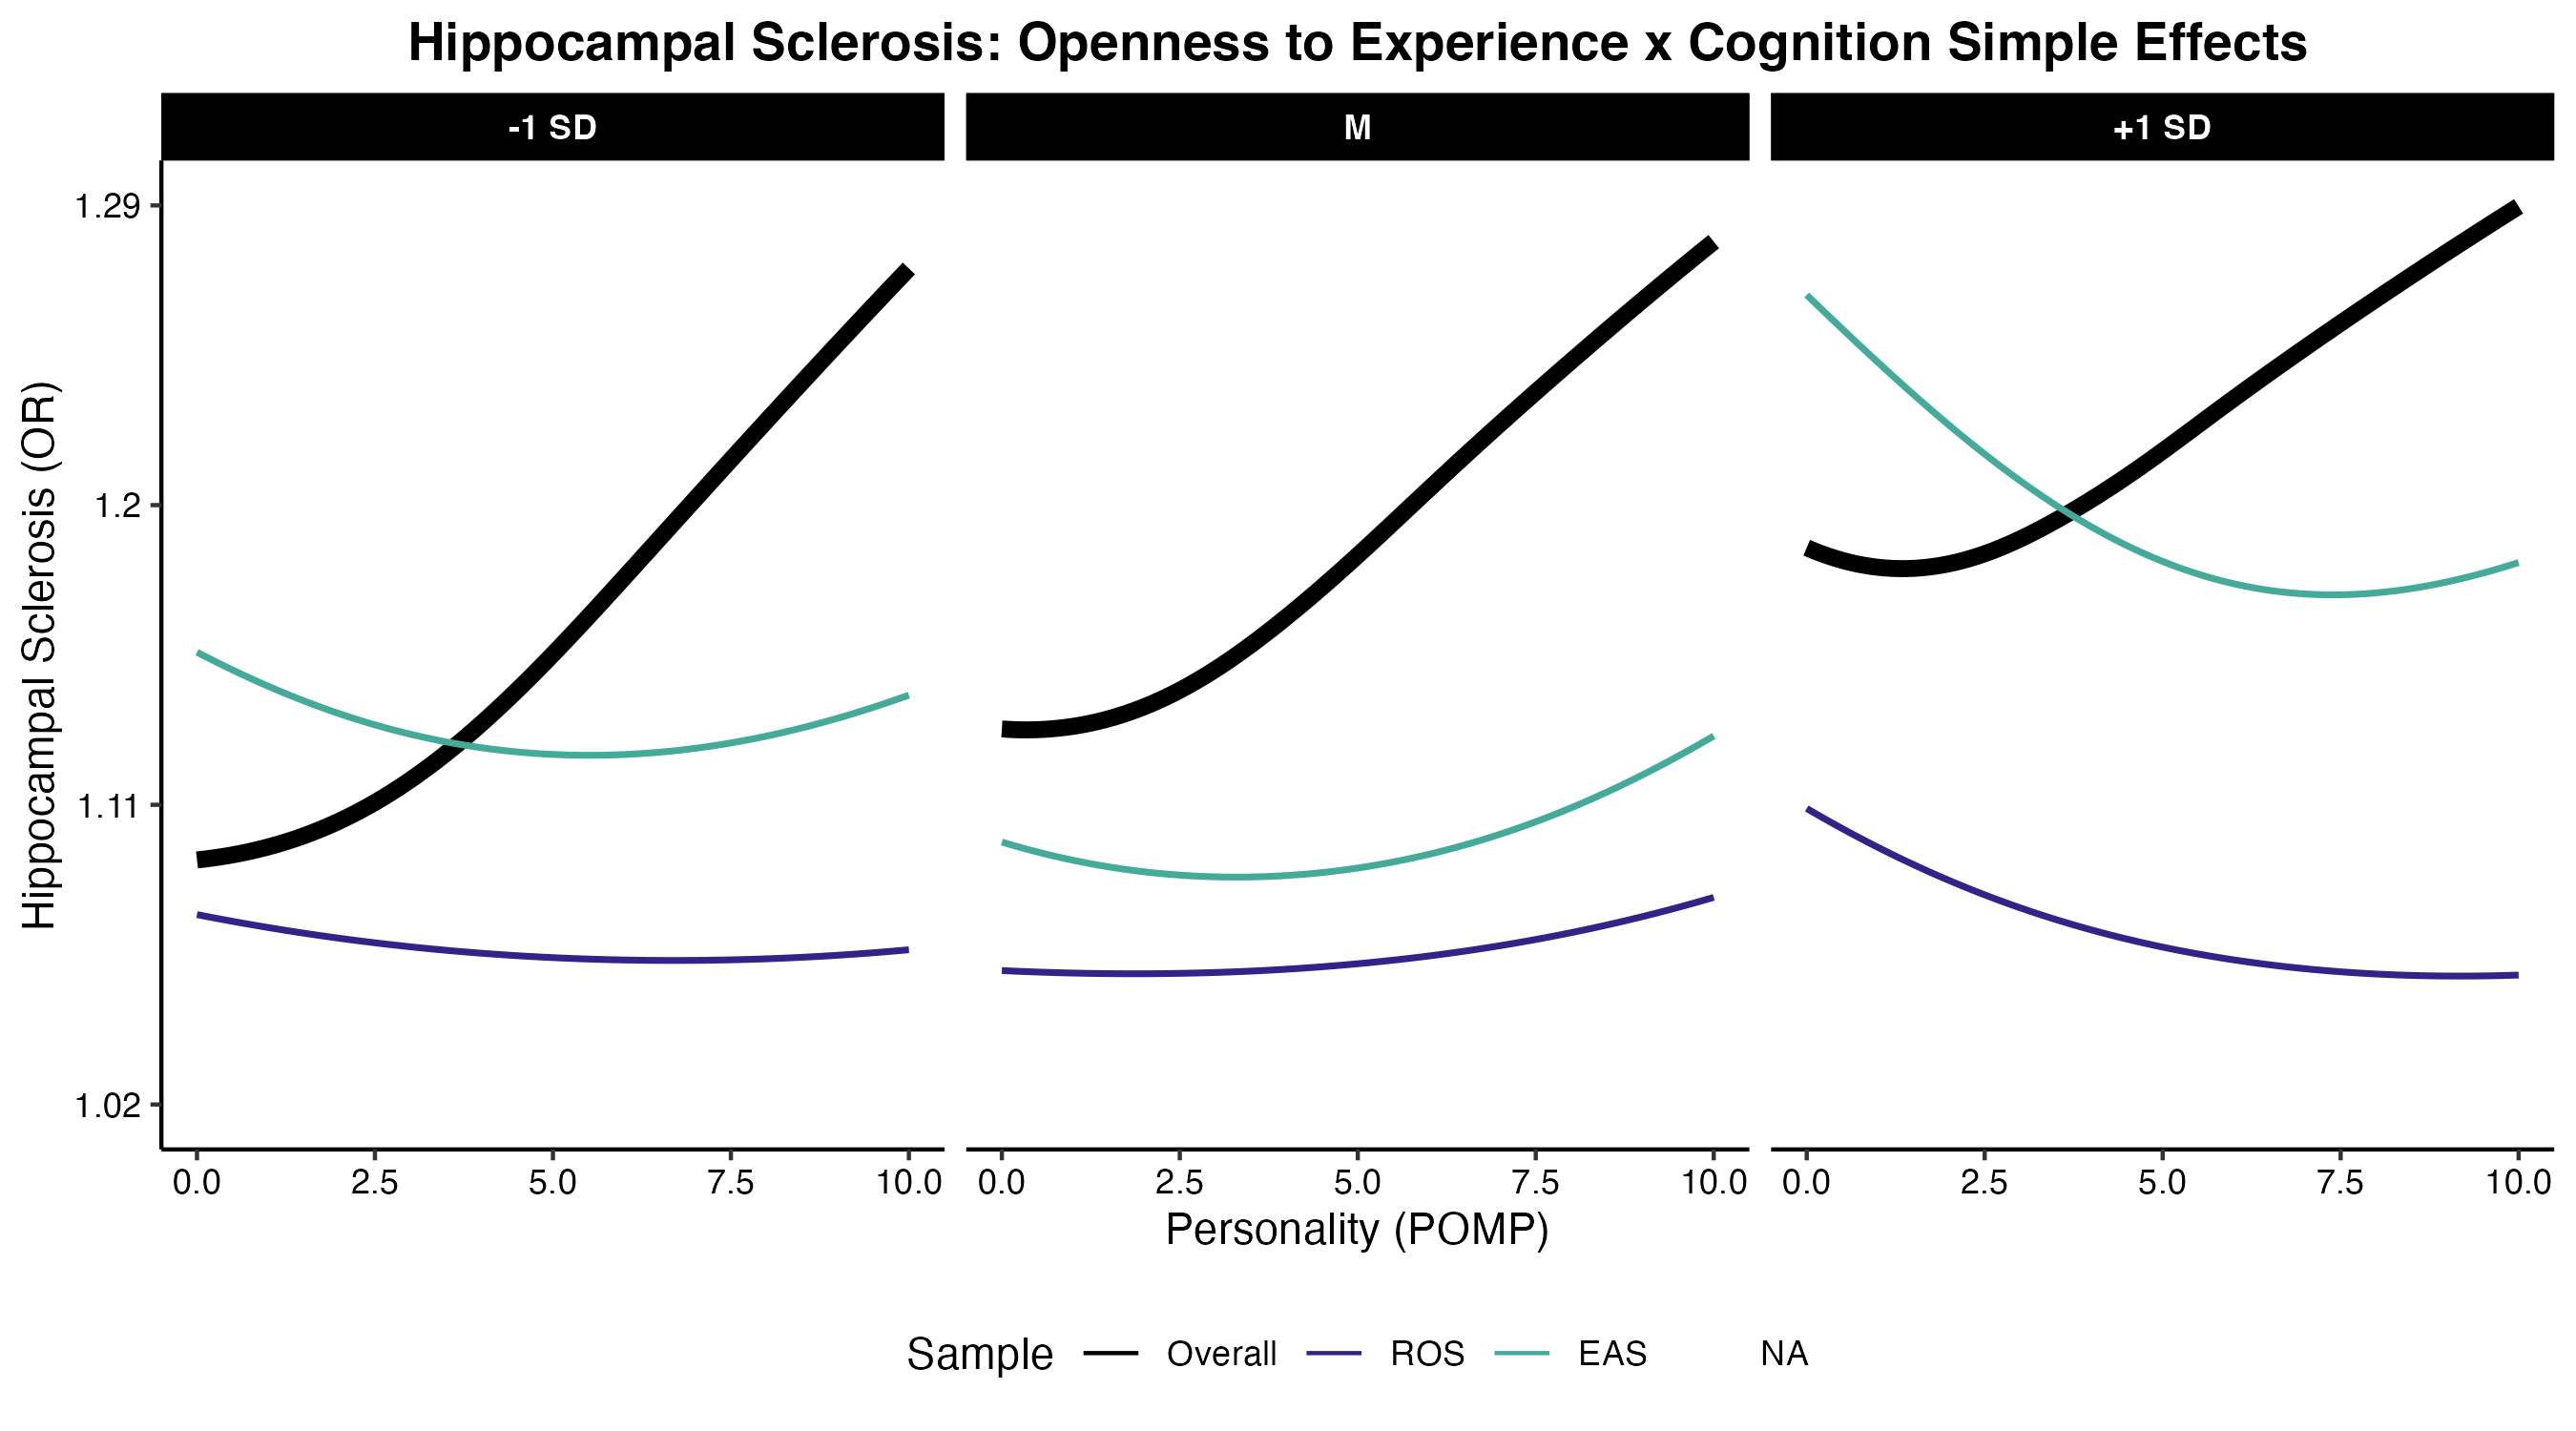 Hippocampal Sclerosis: Openness to Experience x Cognition Simple Effects
-1 SD M +1 SD
Hippocampal Sclerosis (OR)
1.29
1.2
1.11
1.02
0.0 2.5 5.0 7.5 10.0 0.0 2.5 5.0 7.5 10.0 0.0 2.5 5.0 7.5 10.0
Personality (POMP)
Sample Overall ROS EAS NA